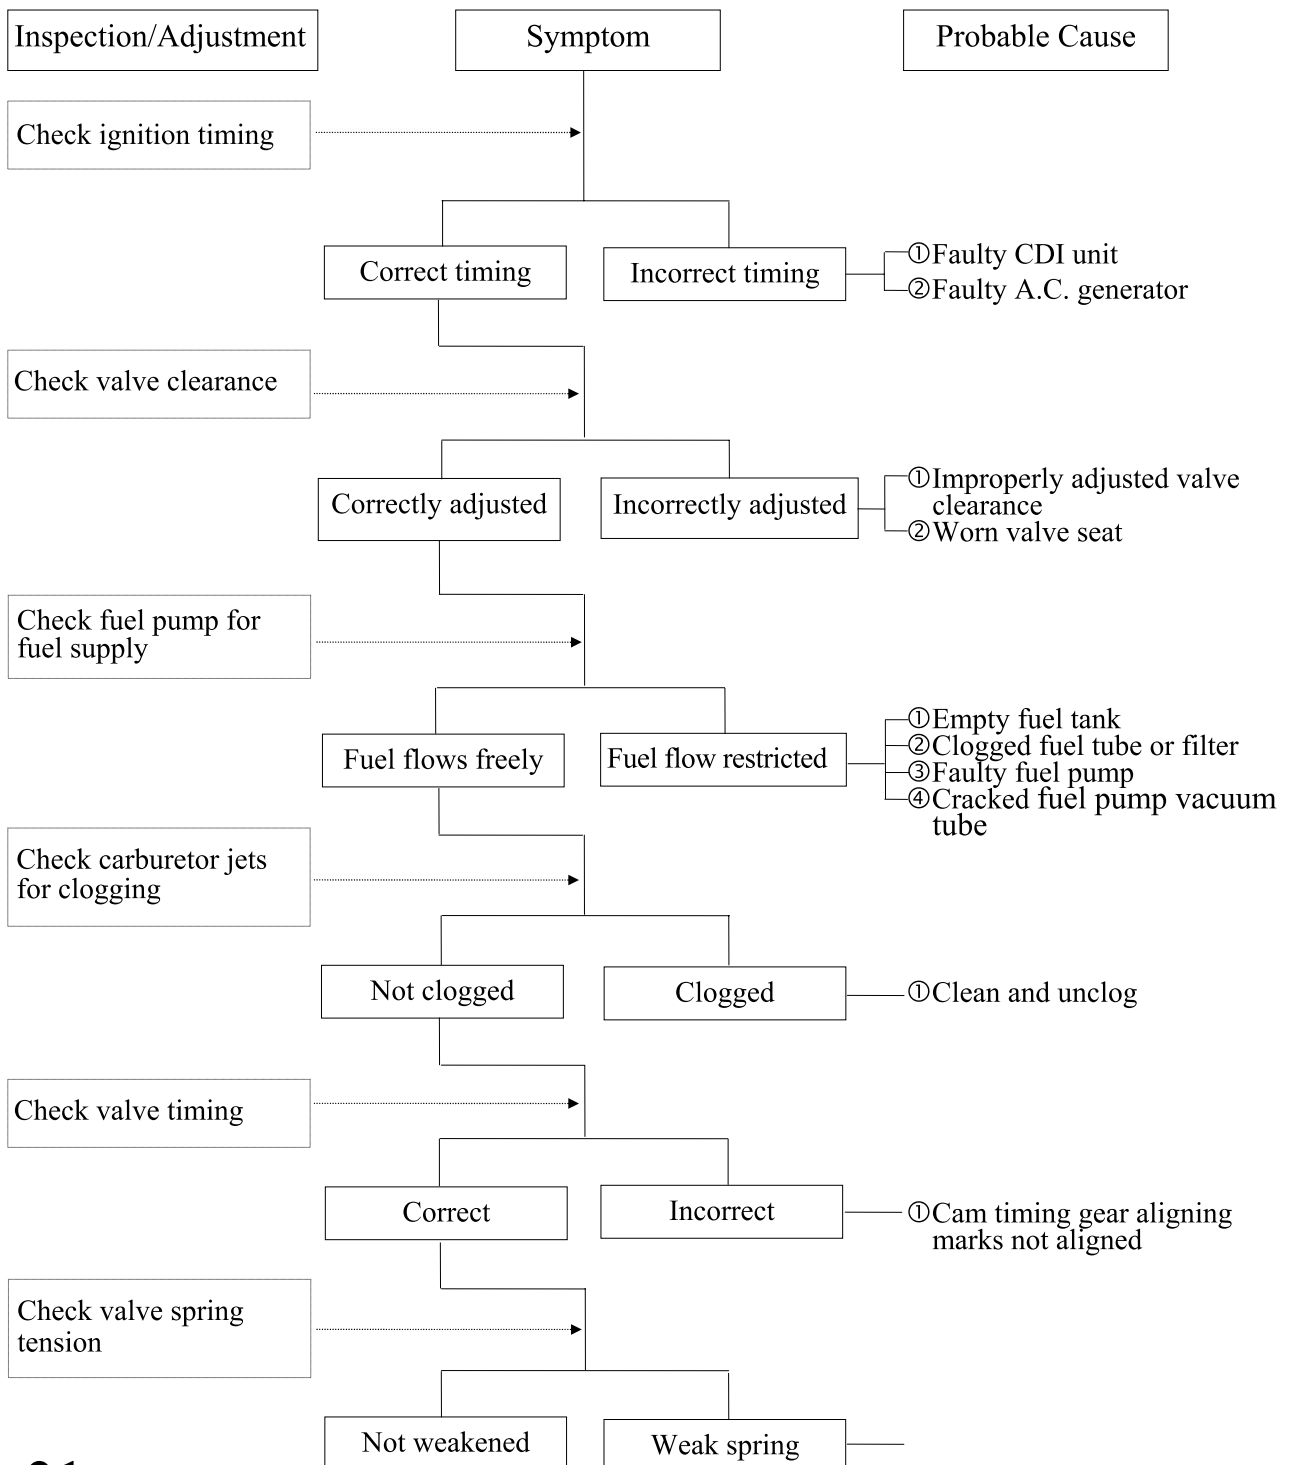 Inspection/Adjustment
Symptom
Probable Cause
Check ignition timing
Correct timing
Incorrect timing
①Faulty CDI unit
②Faulty A.C. generator
Check valve clearance
Correctly adjusted
Incorrectly adjusted
①Improperly adjusted valve
clearance
②Worn valve seat
Check fuel pump for
fuel supply
Fuel flows freely
Fuel flow restricted
①Empty fuel tank
②Clogged fuel tube or filter
③Faulty fuel pump
④Cracked fuel pump vacuum
tube
Check carburetor jets
for clogging
Not clogged
Clogged
①Clean and unclog
Check valve timing
Correct
Incorrect
①Cam timing gear aligning
marks not aligned
Check valve spring
tension
Not weakened
Weak spring